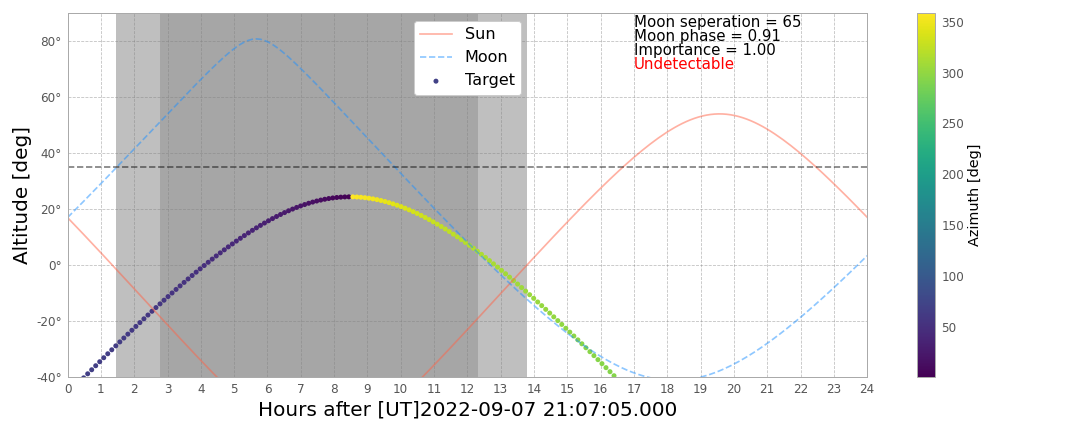 Sun
Moon
Target
Moon seperation = 65
Moon phase = 0.91
Importance = 1.00
Undetectable
Altitude [deg]
80°
60°
40°
20°
0°
-20°
-40°
0 1 2 3 4 5 6 7 8 9 10 11 12 13 14 15 16 17 18 19 20 21 22 23 24
Hours after [UT]2022-09-07 21:07:05.000
350
300
250
200
150
100
50
Azimuth [deg]